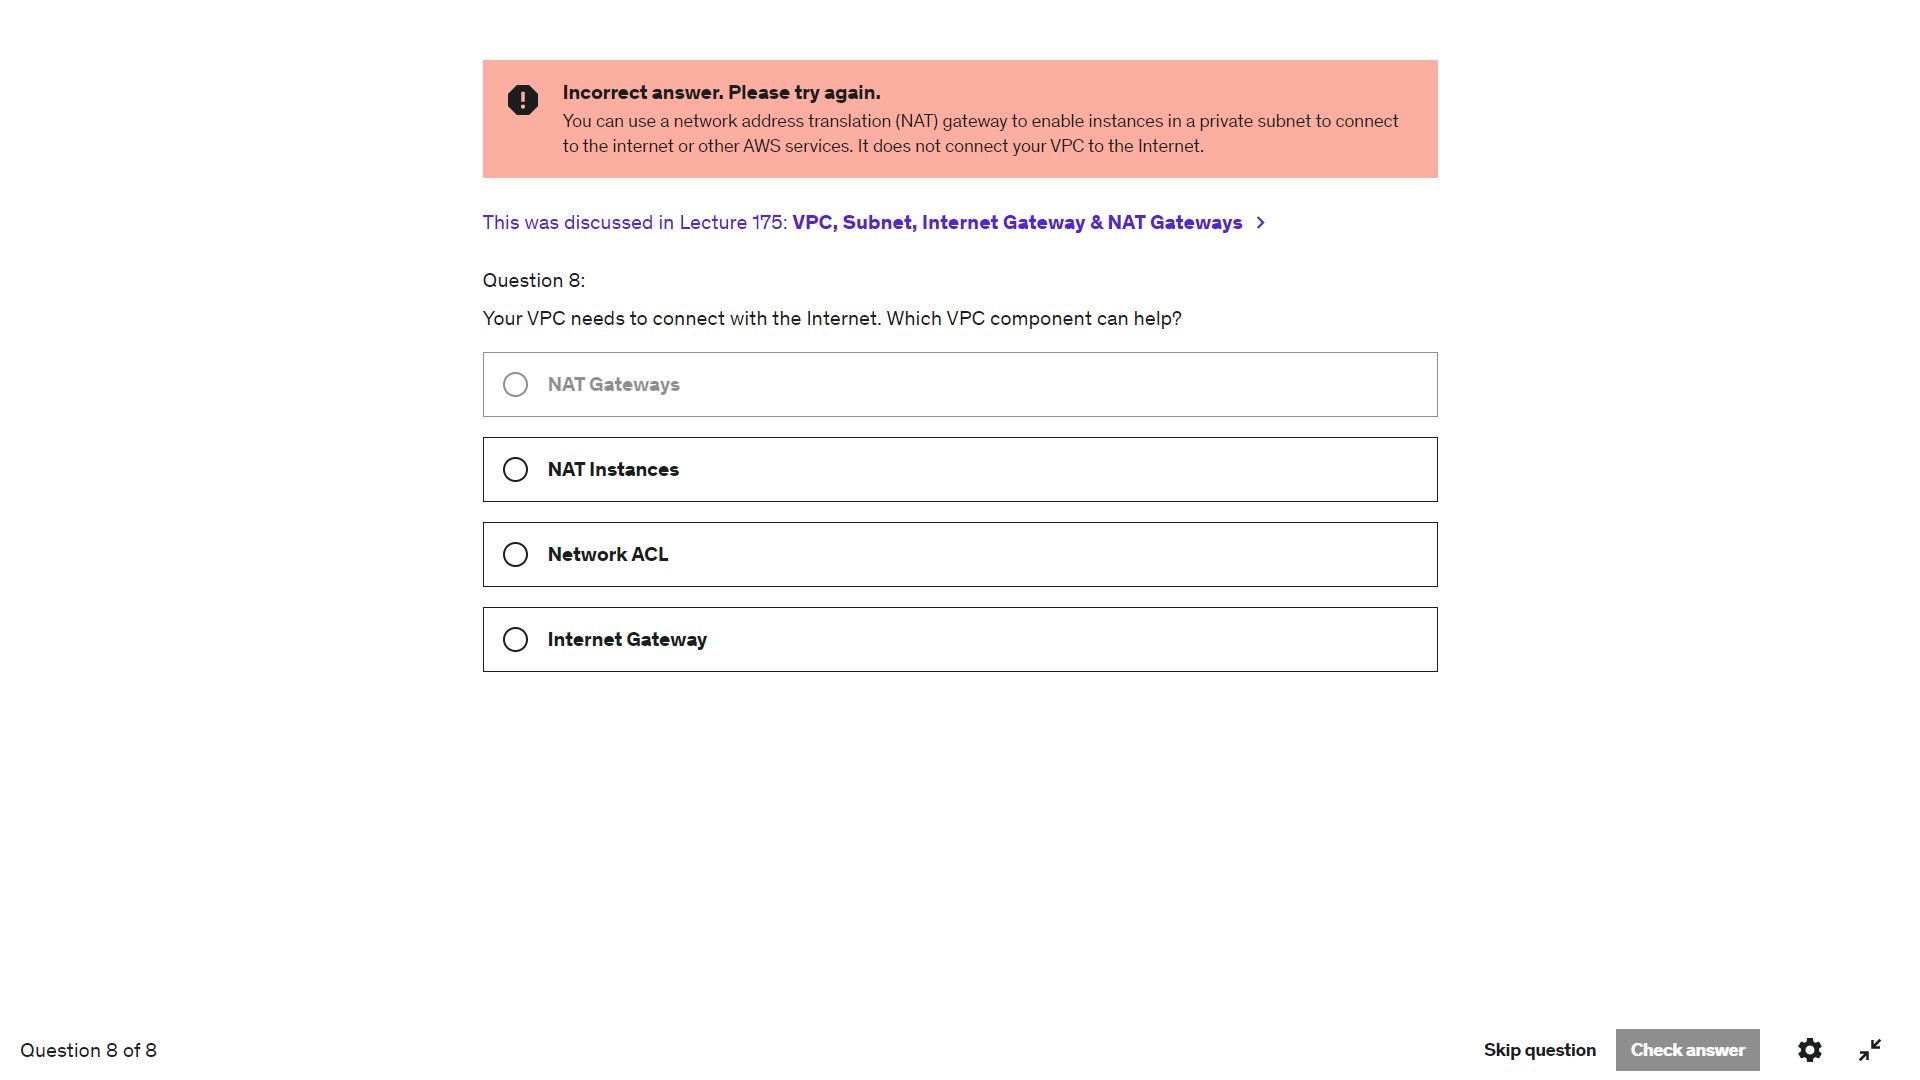 Incorrect answer. Please try again.
You can use a network address translation (NAT) gateway to enable instances in a private subnet to connect
to the internet or other AWS services. It does not connect your VPC to the Internet.
This was discussed in Lecture 175: VPC, Subnet, Internet Gateway & NAT Gateways
Question 8:
Your VPC needs to connect with the Internet. Which VPC component can help?
NAT Gateways
NAT Instances
Network ACL
Internet Gateway
Question 8 of 8
Skip question
Check answer